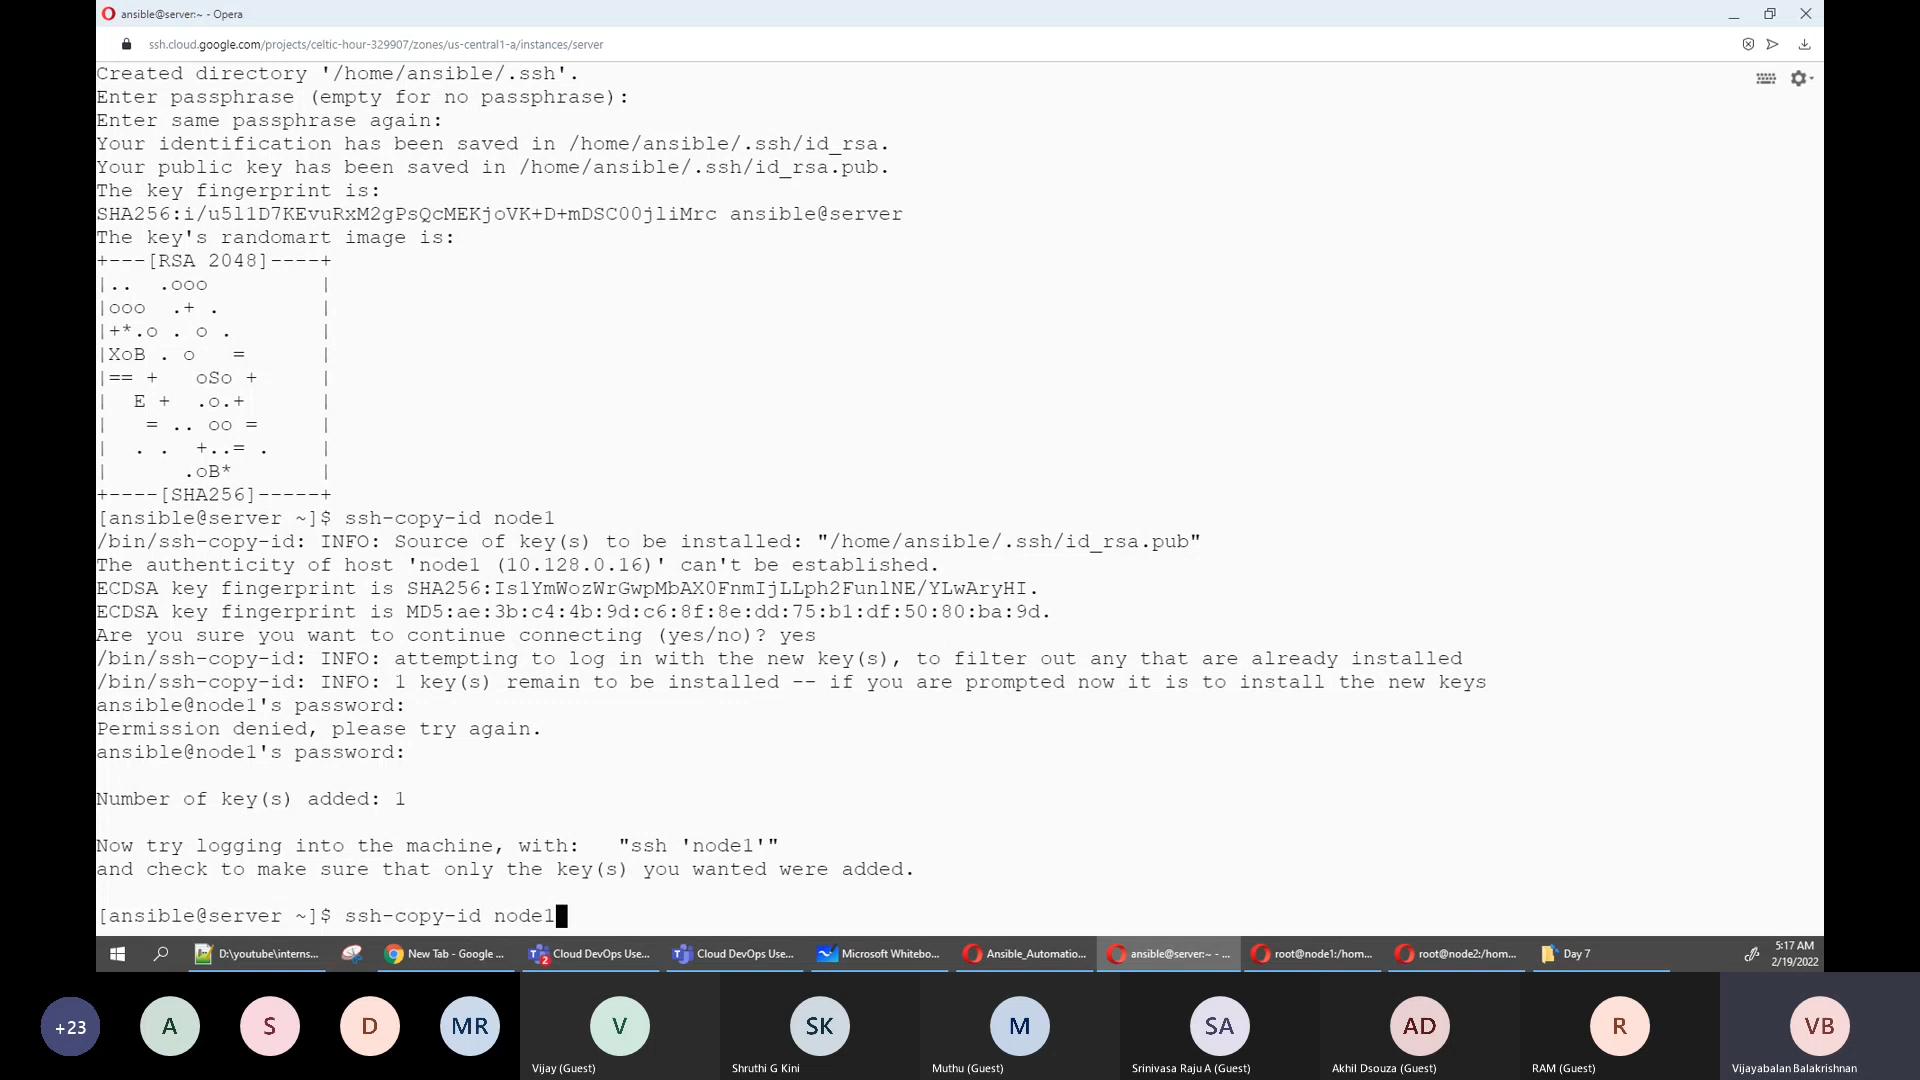 ansible@server:~ - Opera
ssh.cloud.google.com/projects/celtic-hour-329907/zones/us-central1-a/instances/server
Created directory '/home/ansible/.ssh'.
Enter passphrase (empty for no passphrase):
Enter same passphrase again:
Your identification has been saved in /home/ansible/.ssh/id_rsa.
Your public key has been saved in /home/ansible/.ssh/id_rsa.pub.
The key fingerprint is:
SHA256:i/u5l1D7KEvuRxM2gPsQcMEKjoVK+D+mDSC00jliMrc ansible@server
The key's randomart image is:
+---[RSA 2048]----+
|..  .ooo         |
|ooo  .+ .        |
|+*.o . o .       |
|XoB . o   =      |
|== +   oSo +     |
|  E +  .o.+      |
|   = .. oo =     |
|  . .  +..= .    |
|      .oB*       |
+----[SHA256]-----+
[ansible@server ~]$ ssh-copy-id node1
/bin/ssh-copy-id: INFO: Source of key(s) to be installed: "/home/ansible/.ssh/id_rsa.pub"
The authenticity of host 'node1 (10.128.0.16)' can't be established.
ECDSA key fingerprint is SHA256:Is1YmWozWrGwpMbAX0FnmIjLLph2FunlNE/YLwAryHI.
ECDSA key fingerprint is MD5:ae:3b:c4:4b:9d:c6:8f:8e:dd:75:b1:df:50:80:ba:9d.
Are you sure you want to continue connecting (yes/no)? yes
/bin/ssh-copy-id: INFO: attempting to log in with the new key(s), to filter out any that are already installed
/bin/ssh-copy-id: INFO: 1 key(s) remain to be installed -- if you are prompted now it is to install the new keys
ansible@node1's password:
Permission denied, please try again.
ansible@node1's password:
Number of key(s) added: 1
Now try logging into the machine, with:   "ssh 'node1'"
and check to make sure that only the key(s) you wanted were added.
[ansible@server ~]$ ssh-copy-id node1
D:\youtube\interns...
New Tab - Google ...
2
Cloud DevOps Use...
Cloud DevOps Use...
Microsoft Whitebo...
Ansible_Automatio...
ansible@server:~ - ...
root@node1:/hom...
root@node2:/hom...
Day 7
5:17 AM
2/19/2022
+23
A
S
D
MR
V
SK
M
SA
AD
R
VB
Vijay (Guest)
Shruthi G Kini
Muthu (Guest)
Srinivasa Raju A (Guest)
Akhil Dsouza (Guest)
RAM (Guest)
Vijayabalan Balakrishnan